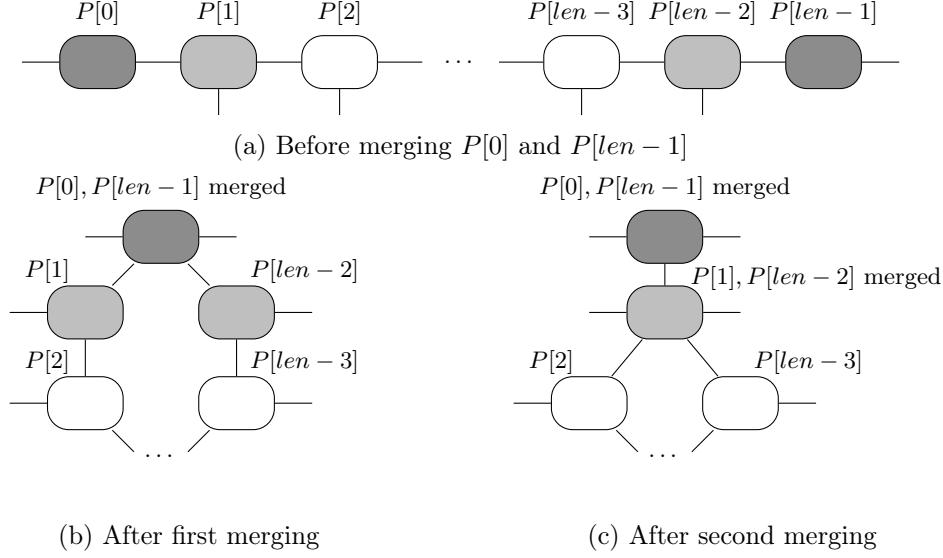 P[0] P[1] P[2] P[len − 3] P[len − 2] P[len − 1]
· · ·
(a) Before merging P[0] and P[len − 1]
P[0], P[len − 1] merged
P[1] P[len − 2]
P[2] P[len − 3]
· · ·
(b) After first merging
P[0], P[len − 1] merged
P[1], P[len − 2] merged
P[2] P[len − 3]
· · ·
(c) After second merging